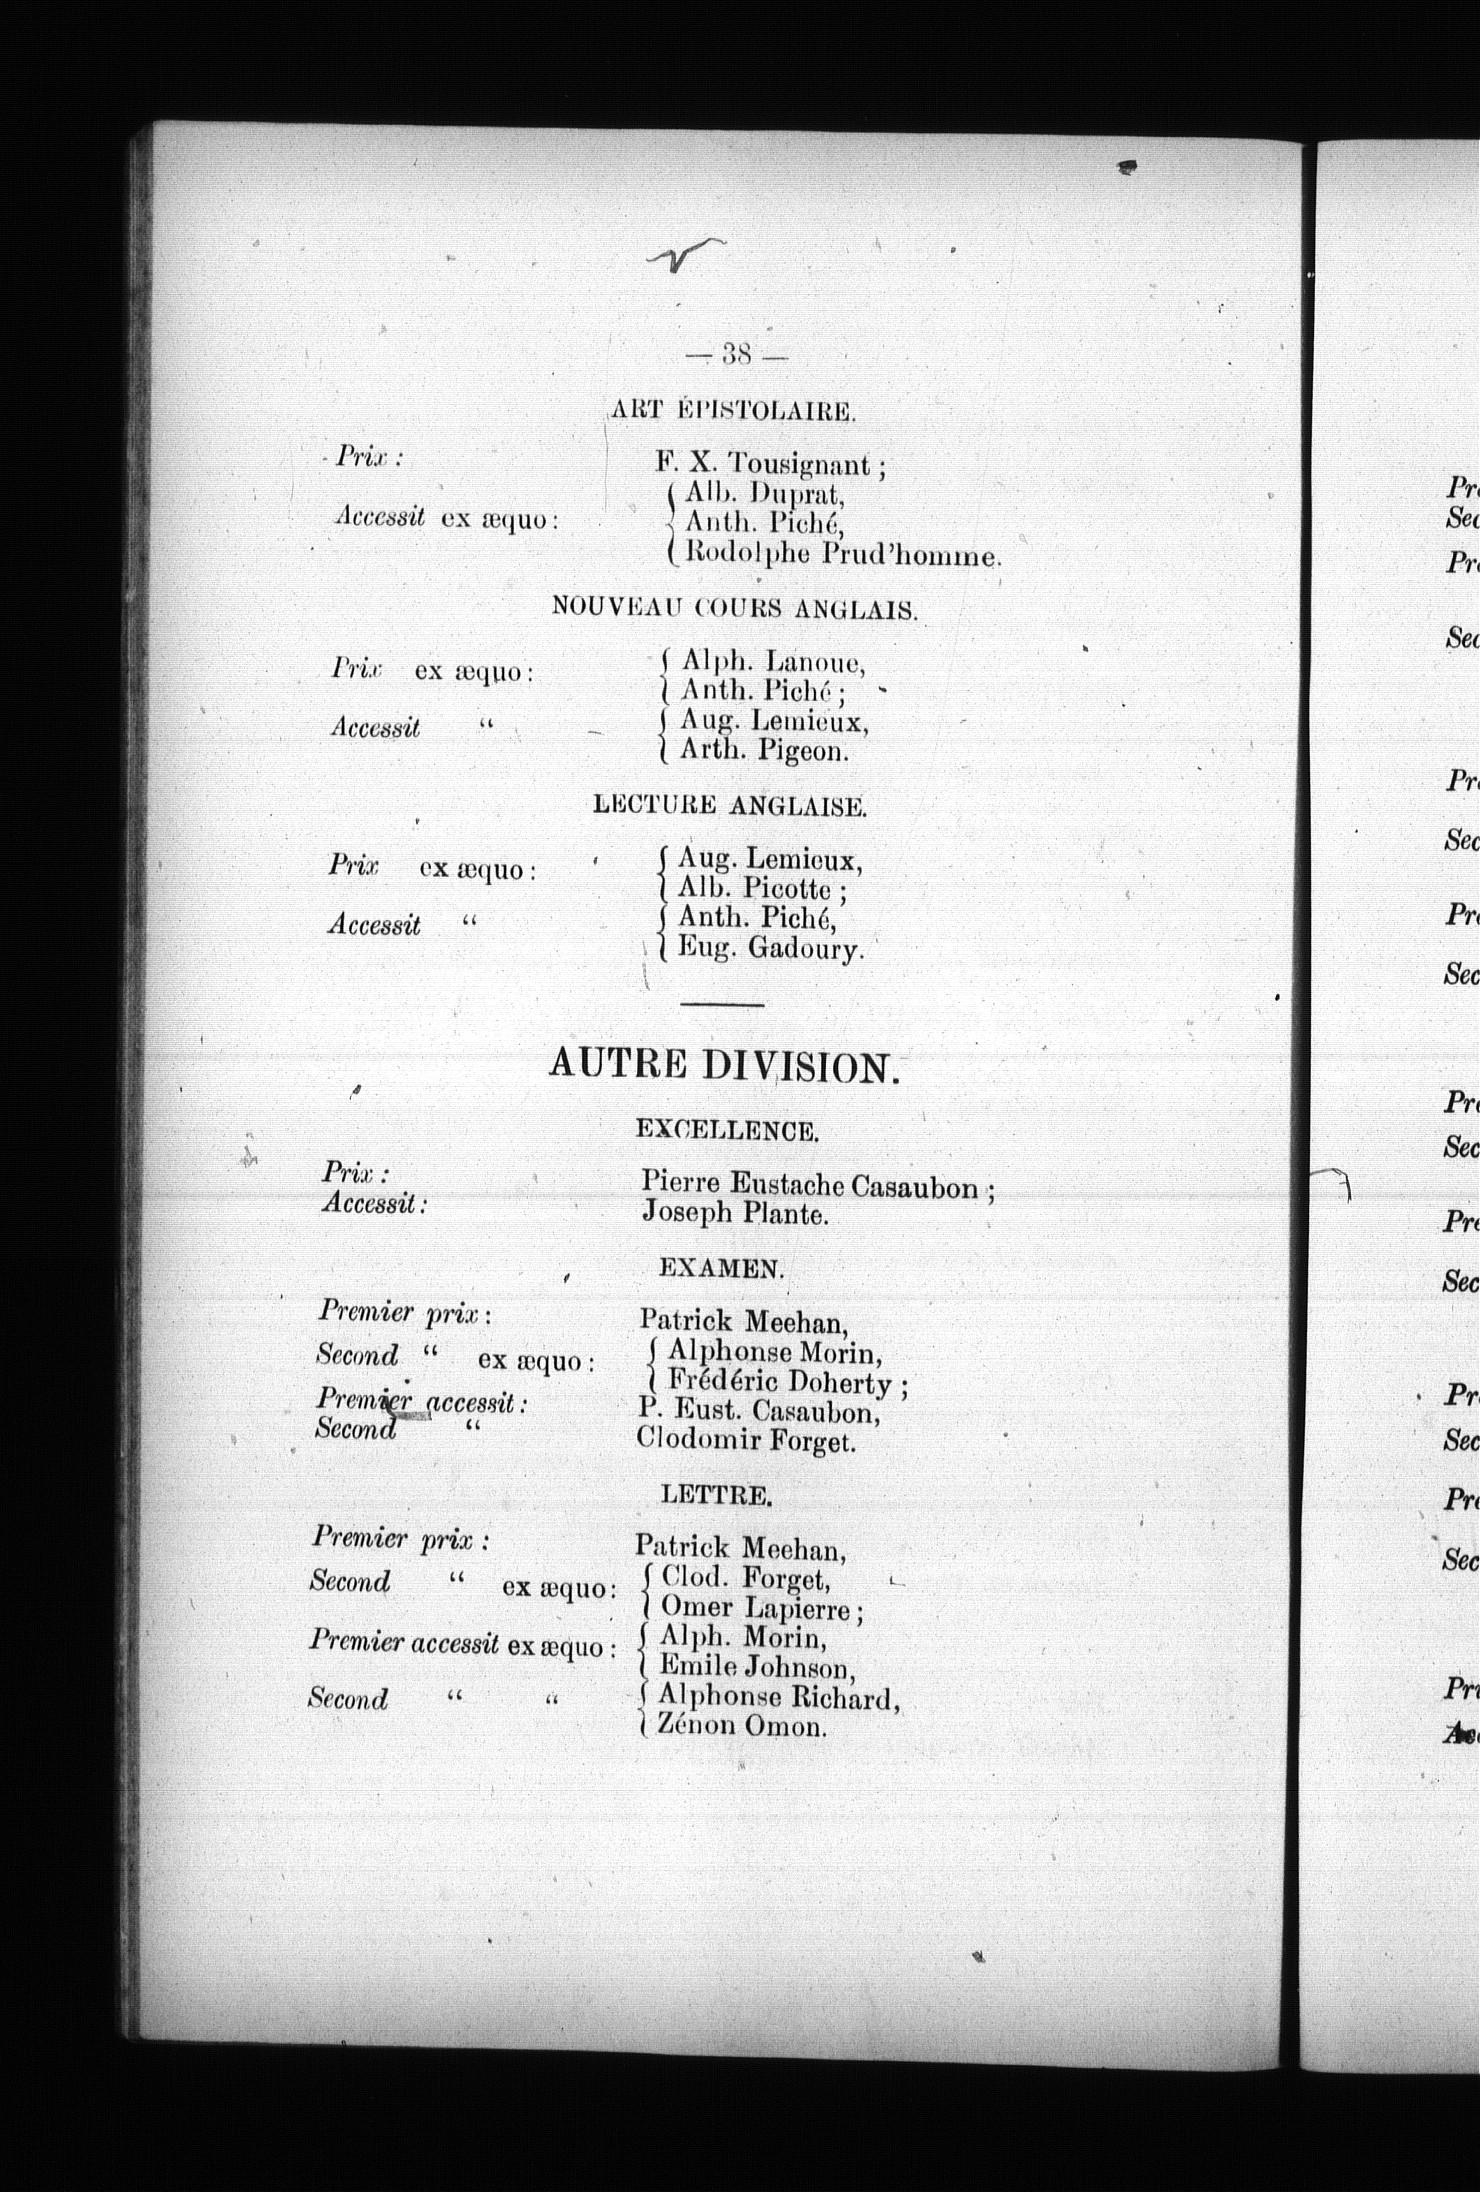 — 38 —
ART ÉPISTOLAIRE.
Prix : F. X. Tousignant ;
Alb. Duprat,
Accessit ex æquo : Anth. Piché,
Rodolphe Prud'homme.
NOUVEAU COURS ANGLAIS.
Prix ex æquo : Alph. Lanoue,
Anth. Piché ;
Accessit “ Aug. Lemieux,
Arth. Pigeon.
LECTURE ANGLAISE.
Prix ex æquo : Aug. Lemieux,
Alb. Picotte ;
Accessit “ Anth. Piché,
Eug. Gadoury.
AUTRE DIVISION.
EXCELLENCE.
Prix : Pierre Eustache Casaubon ;
Accessit : Joseph Plante.
EXAMEN.
Premier prix : Patrick Meehan,
Second “ ex æquo : Alphonse Morin,
Frédéric Doherty ;
Premier accessit : P. Eust. Casaubon,
Second “ Clodomir Forget.
LETTRE.
Premier prix : Patrick Meehan,
Second “ ex æquo : Clod. Forget,
Omer Lapierre ;
Premier accessit ex æquo : Alph. Morin,
Emile Johnson,
Second “ “ Alphonse Richard,
Zénon Omon.